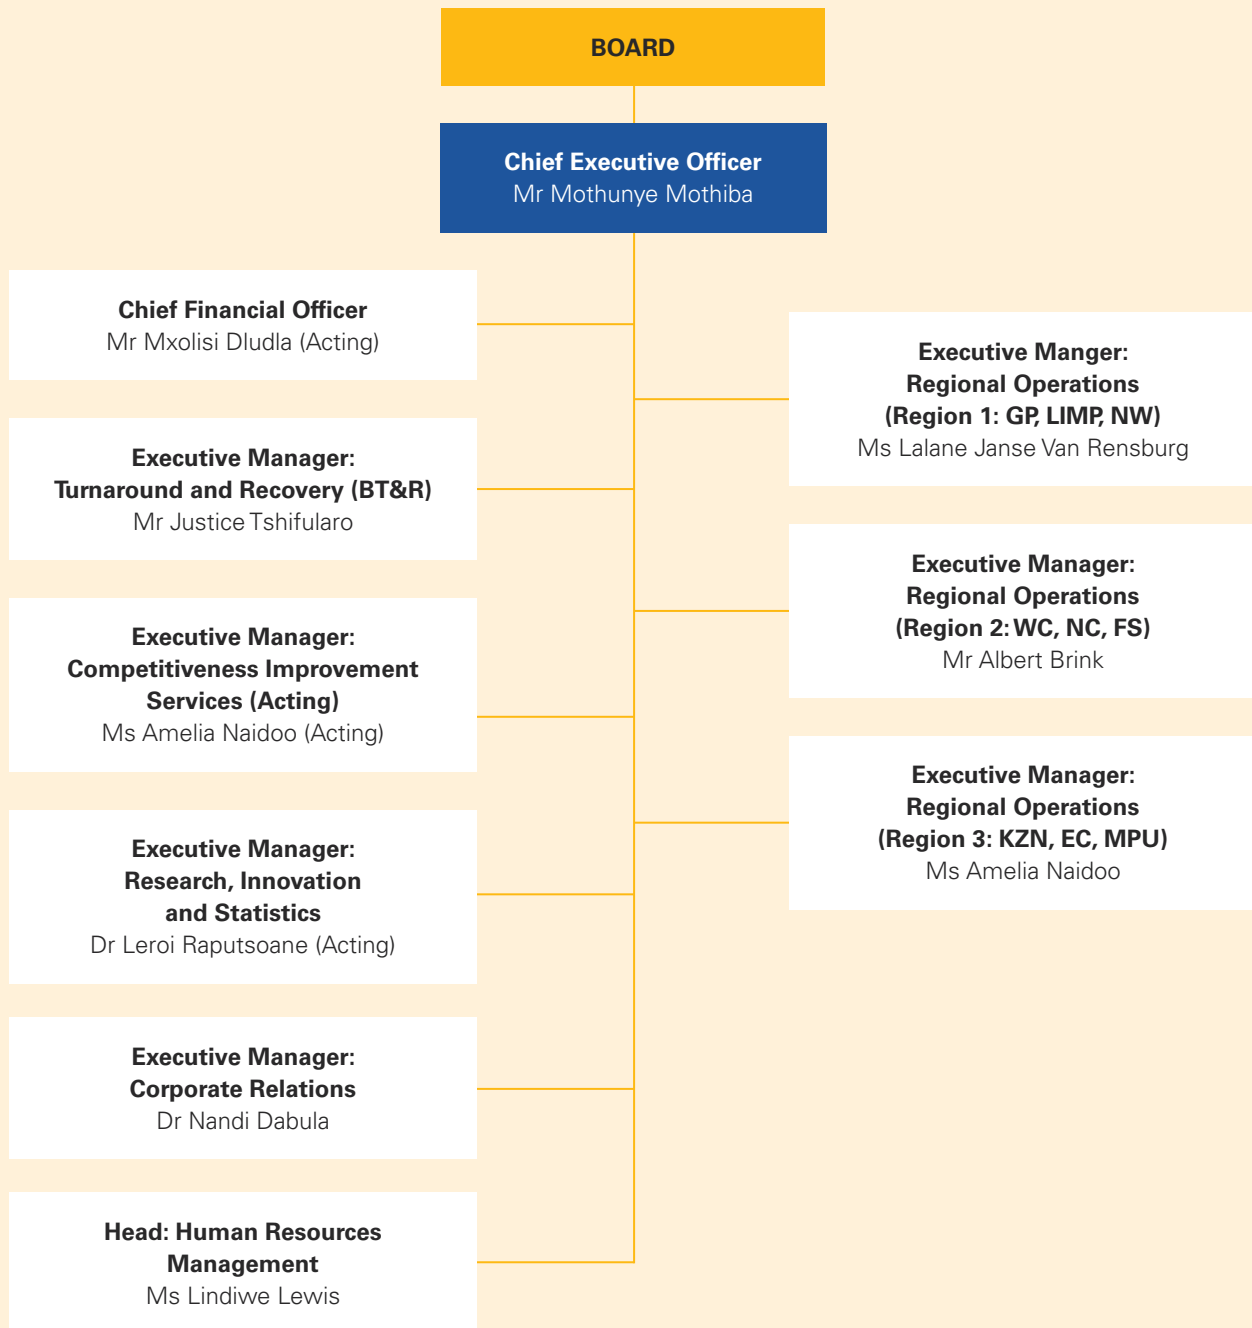 BOARD
Chief Executive Officer
Mr Mothunye Mothiba
Chief Financial Officer
Mr Mxolisi Dludla (Acting)
Executive Manager:
Turnaround and Recovery (BT&R)
Mr Justice Tshifularo
Executive Manager:
Competitiveness Improvement
Services (Acting)
Ms Amelia Naidoo (Acting)
Executive Manager:
Research, Innovation
and Statistics
Dr Leroi Raputsoane (Acting)
Executive Manager:
Corporate Relations
Dr Nandi Dabula
Head: Human Resources
Management
Ms Lindiwe Lewis
Executive Manger:
Regional Operations
(Region 1: GP, LIMP, NW)
Ms Lalane Janse Van Rensburg
Executive Manager:
Regional Operations
(Region 2: WC, NC, FS)
Mr Albert Brink
Executive Manager:
Regional Operations
(Region 3: KZN, EC, MPU)
Ms Amelia Naidoo